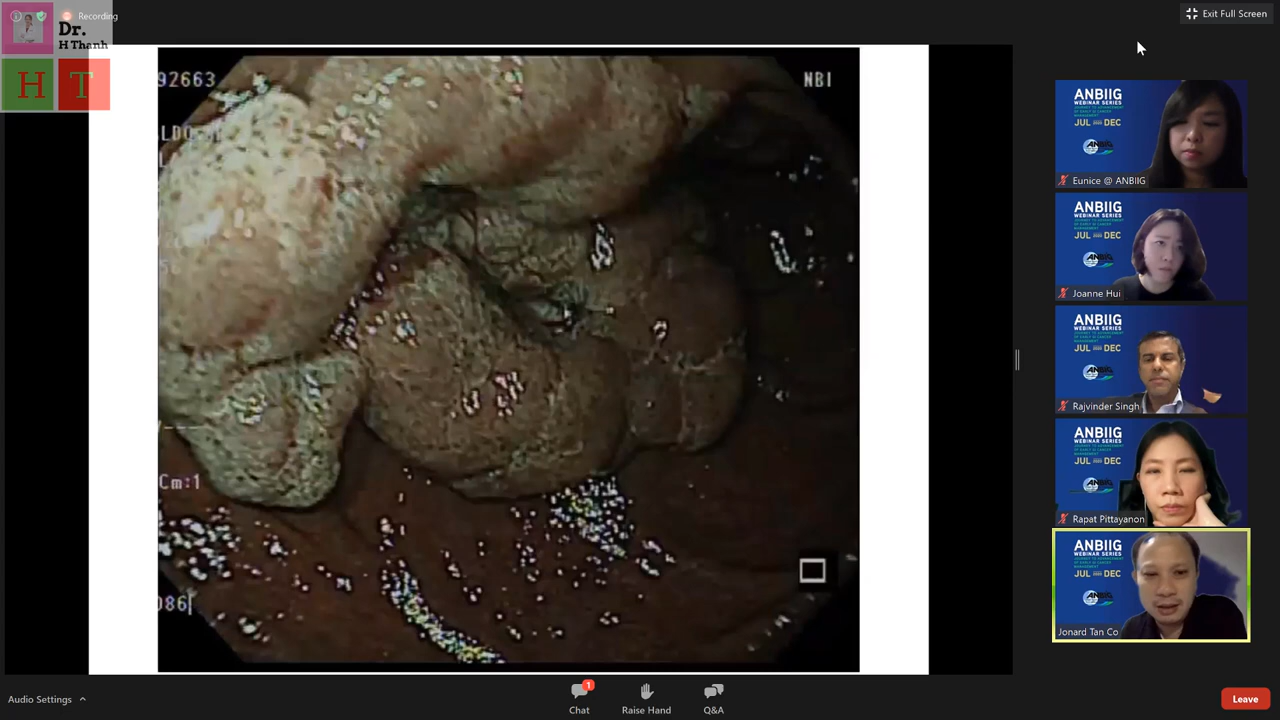 Recording
Dr.
H Thanh
H T
Exit Full Screen
92663
NBI
Cm:1
086
ANBIIG
WEBINAR SERIES
JUL DEC
Eunice @ ANBIIG
ANBIIG
WEBINAR SERIES
JUL DEC
Joanne Hui
ANBIIG
WEBINAR SERIES
JUL DEC
Rajvinder Singh
ANBIIG
WEBINAR SERIES
JUL DEC
Rapat Pittayanon
ANBIIG
WEBINAR SERIES
JUL DEC
Jonard Tan Co
Audio Settings
1
Chat
Raise Hand
Q&A
Leave